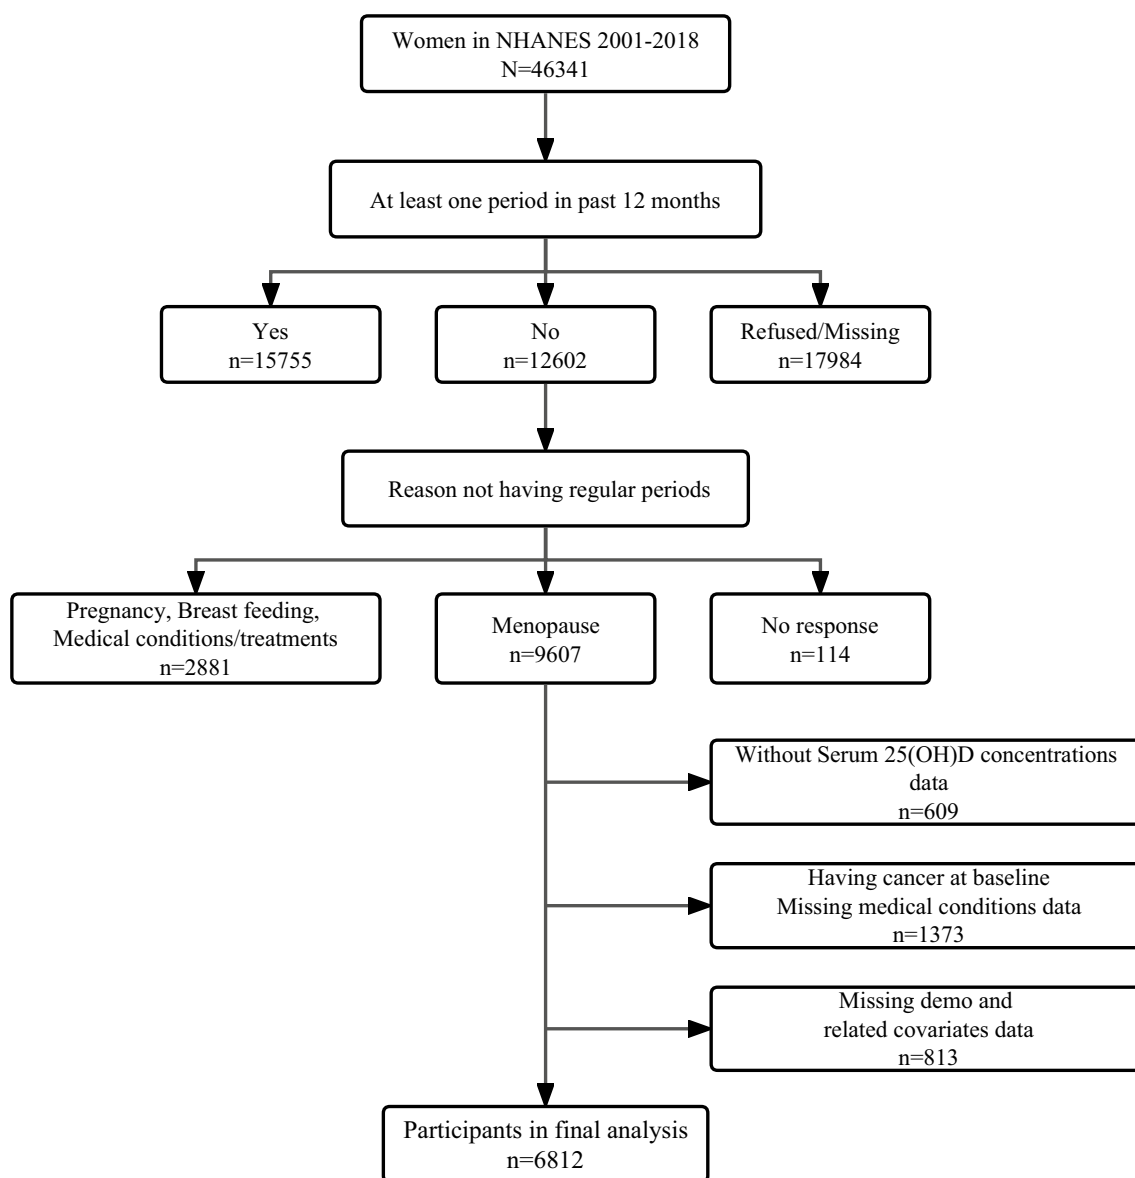 Women in NHANES 2001-2018
N=46341
At least one period in past 12 months
Yes
n=15755
No
n=12602
Refused/Missing
n=17984
Reason not having regular periods
Pregnancy, Breast feeding,
Medical conditions/treatments
n=2881
Menopause
n=9607
No response
n=114
Without Serum 25(OH)D concentrations
data
n=609
Having cancer at baseline
Missing medical conditions data
n=1373
Missing demo and
related covariates data
n=813
Participants in final analysis
n=6812